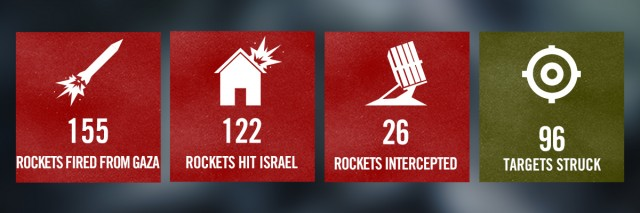 155
ROCKETS FIRED FROM GAZA
122
ROCKETS HIT ISRAEL
26
ROCKETS INTERCEPTED
96
TARGETS STRUCK